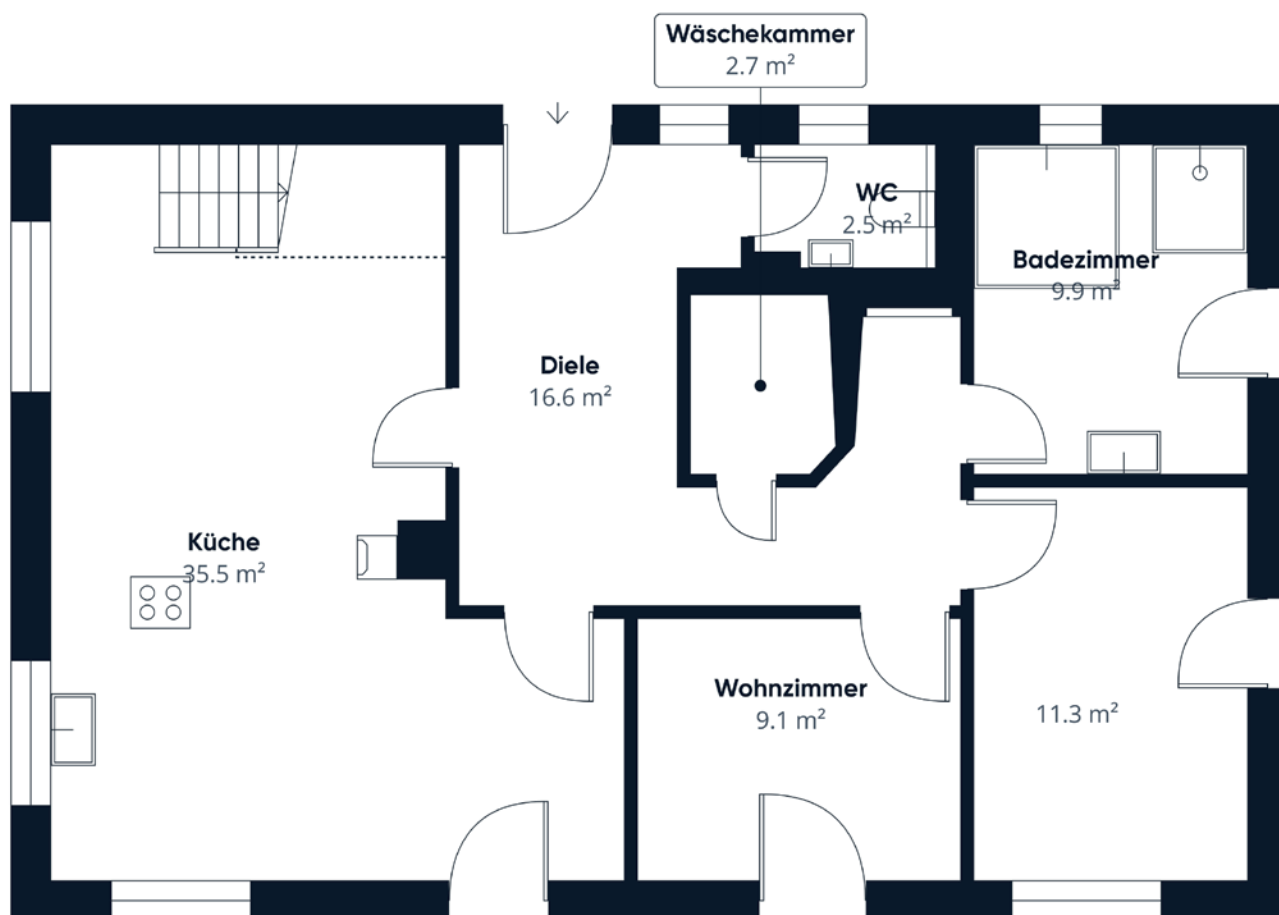 Wäschekammer
2.7 m²
WC
2.5 m²
Badezimmer
9.9 m²
Diele
16.6 m²
Küche
35.5 m²
Wohnzimmer
9.1 m²
11.3 m²